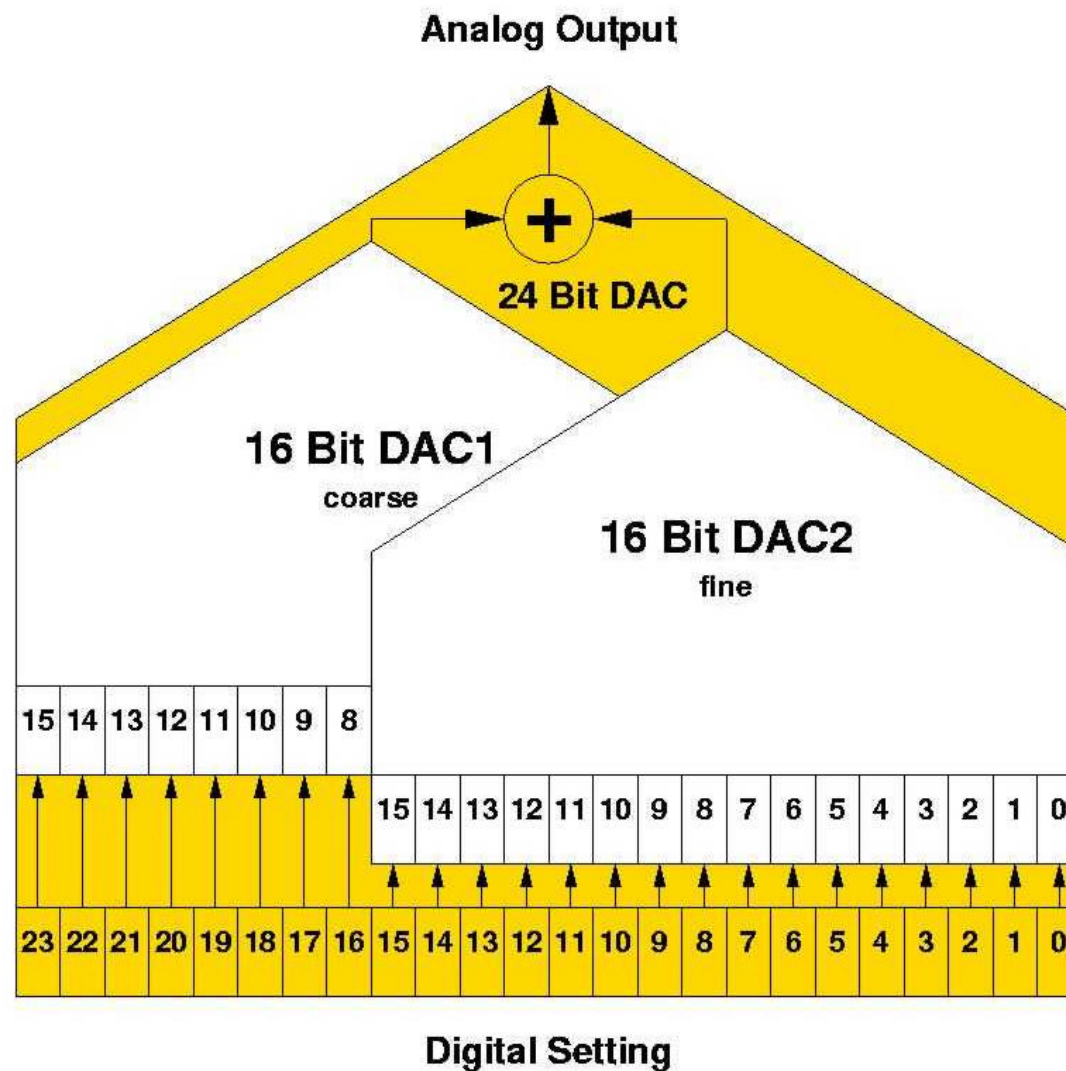 Analog Output
+
24 Bit DAC
16 Bit DAC1
coarse
16 Bit DAC2
fine
15 14 13 12 11 10 9 8
15 14 13 12 11 10 9 8 7 6 5 4 3 2 1 0
23 22 21 20 19 18 17 16 15 14 13 12 11 10 9 8 7 6 5 4 3 2 1 0
Digital Setting